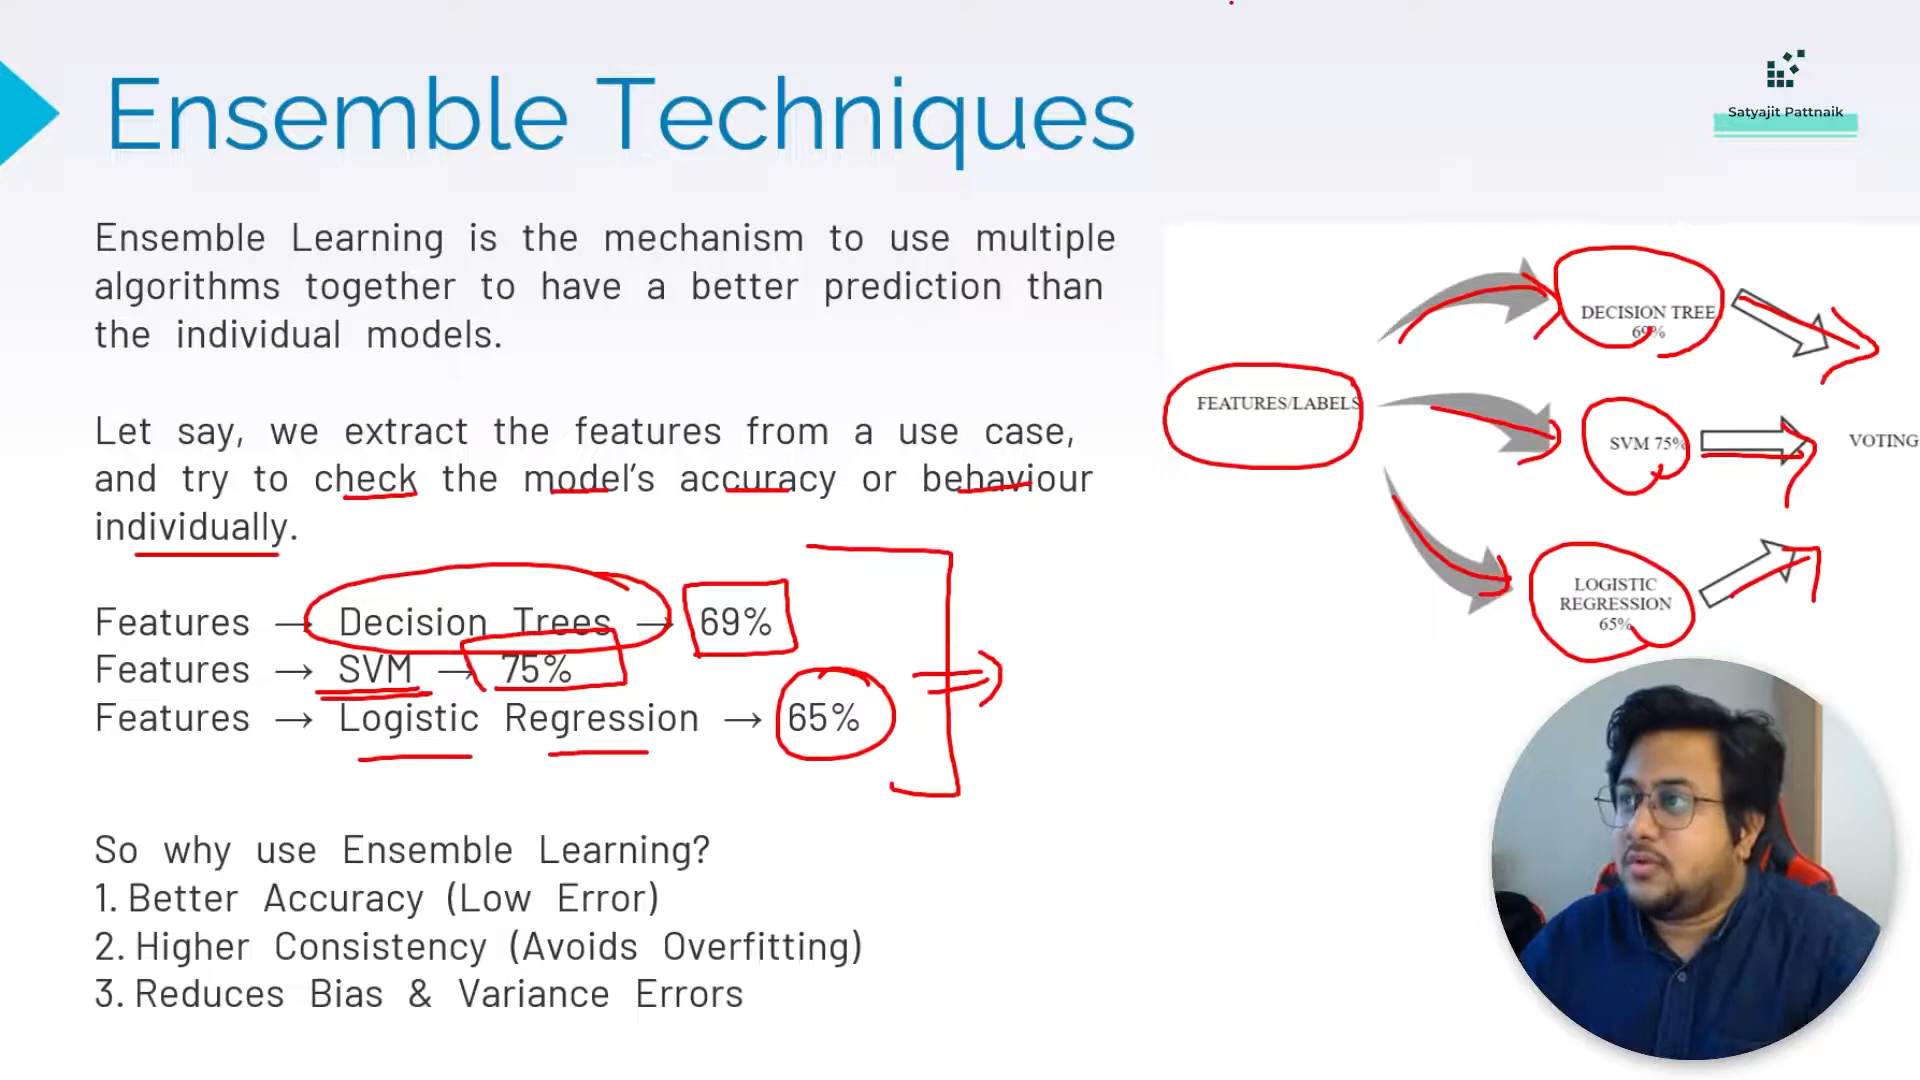 Ensemble Techniques
Satyajit Pattnaik
Ensemble Learning is the mechanism to use multiple
algorithms together to have a better prediction than
the individual models.
Let say, we extract the features from a use case,
and try to check the model's accuracy or behaviour
individually.
Features → Decision Trees → 69%
Features → SVM → 75%
Features → Logistic Regression → 65%
So why use Ensemble Learning?
1. Better Accuracy (Low Error)
2. Higher Consistency (Avoids Overfitting)
3. Reduces Bias & Variance Errors
FEATURES/LABELS
DECISION TREE
69%
SVM 75%
LOGISTIC
REGRESSION
65%
VOTING